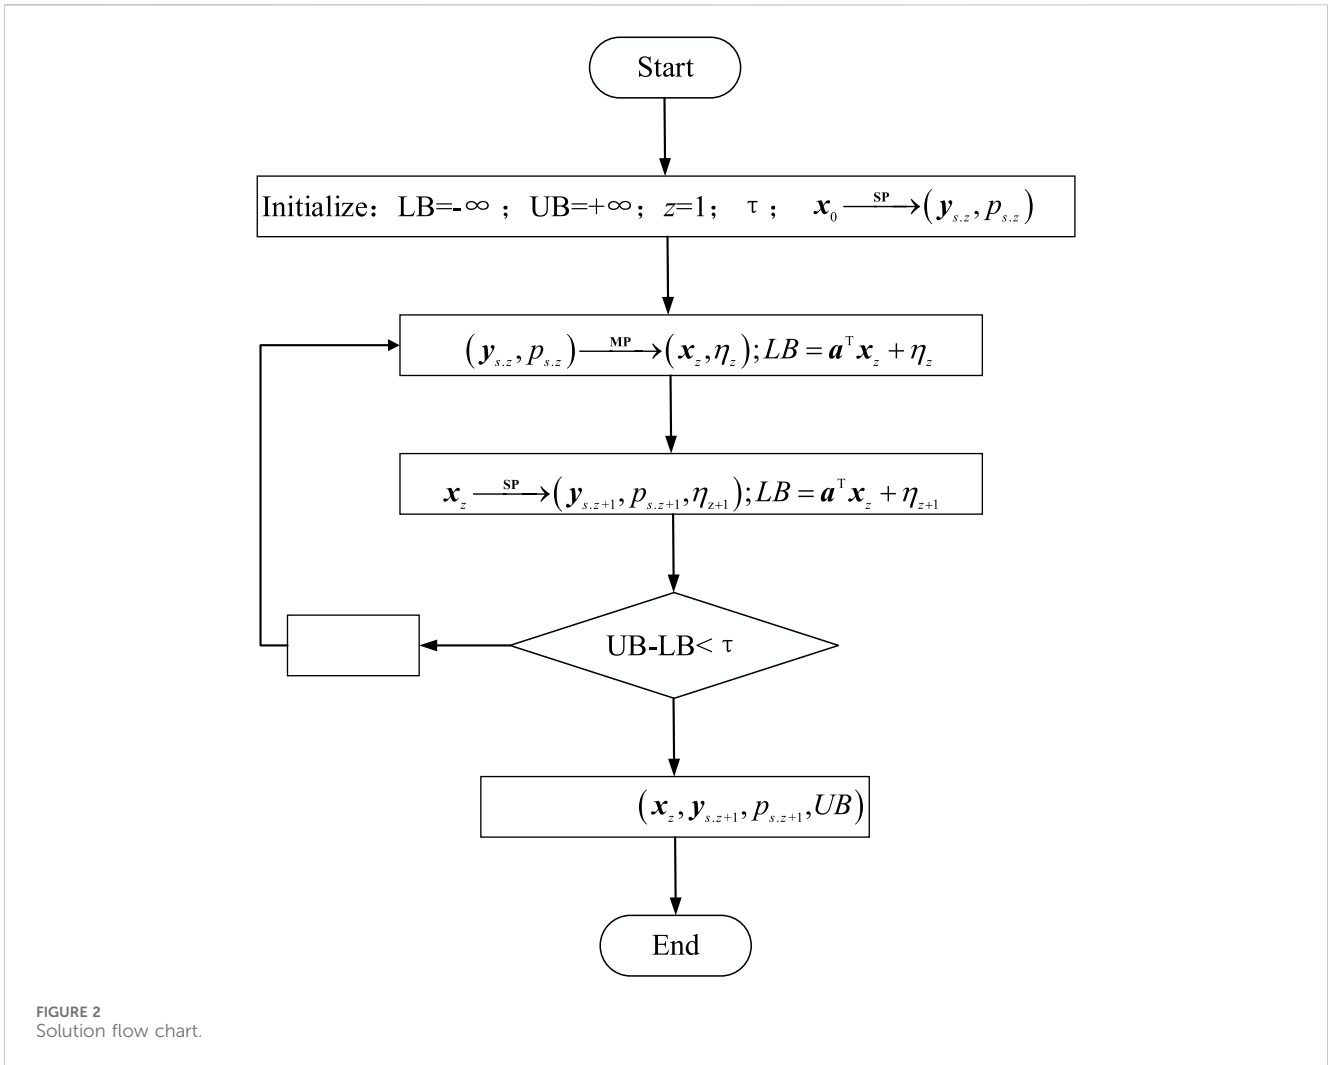 Start
Initialize：LB=-∞；UB=+∞；z=1；τ；x₀ —SP→ (y_{s.z}, p_{s.z})
(y_{s.z}, p_{s.z}) —MP→ (x_z, η_z); LB = a^T x_z + η_z
x_z —SP→ (y_{s.z+1}, p_{s.z+1}, η_{z+1}); LB = a^T x_z + η_{z+1}
UB-LB< τ
(x_z, y_{s.z+1}, p_{s.z+1}, UB)
End
FIGURE 2
Solution flow chart.